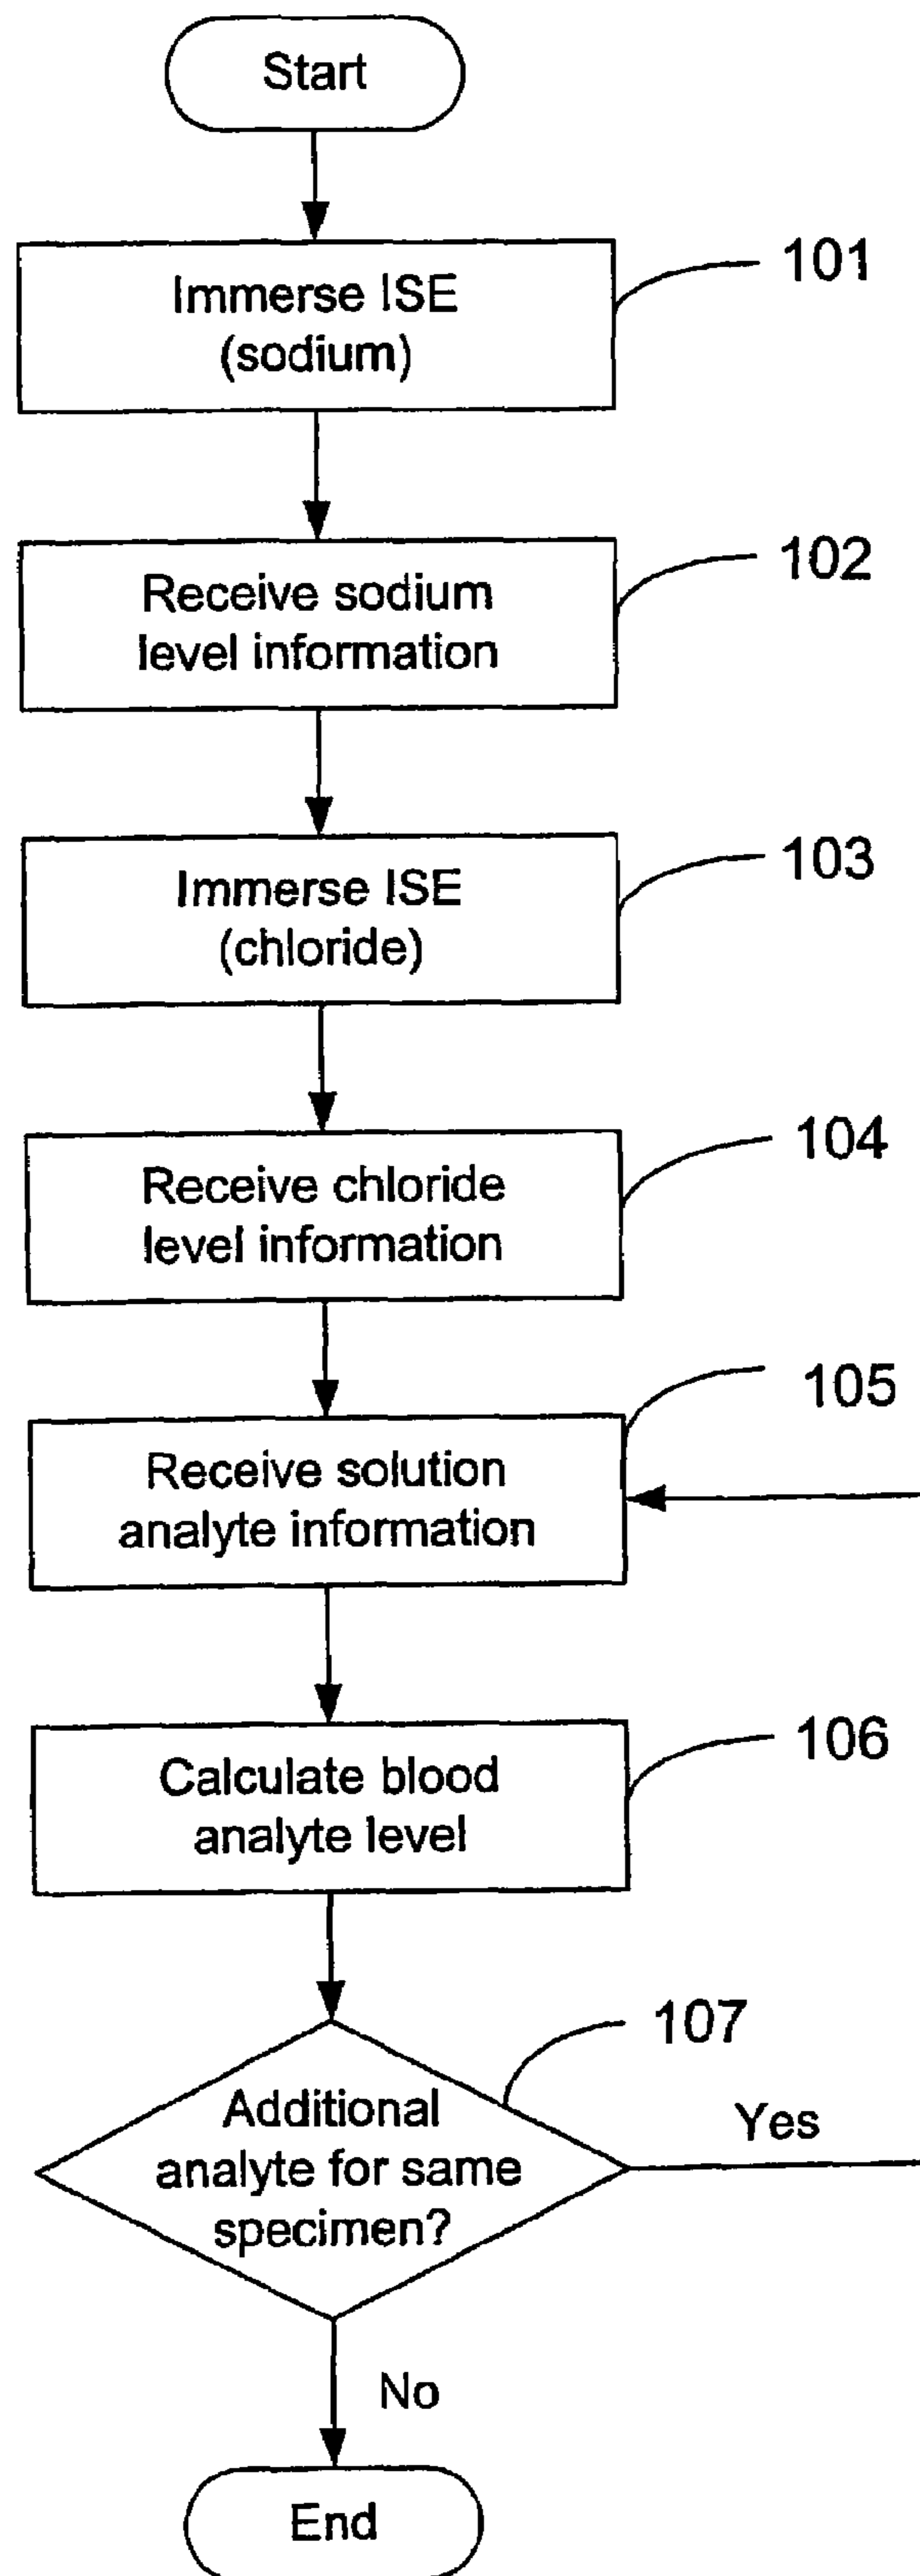 Start
Immerse ISE
(sodium)
101
Receive sodium
level information
102
Immerse ISE
(chloride)
103
Receive chloride
level information
104
Receive solution
analyte information
105
Calculate blood
analyte level
106
Additional
analyte for same
specimen?
107
Yes
No
End